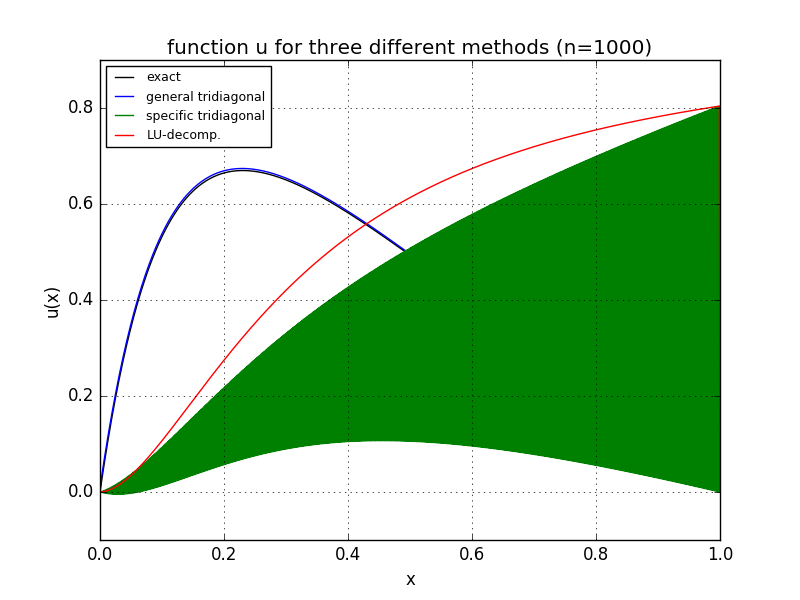 function u for three different methods (n=1000)
exact
general tridiagonal
specific tridiagonal
LU-decomp.
0.8
0.6
0.4
0.2
0.0
u(x)
0.0 0.2 0.4 0.6 0.8 1.0
x